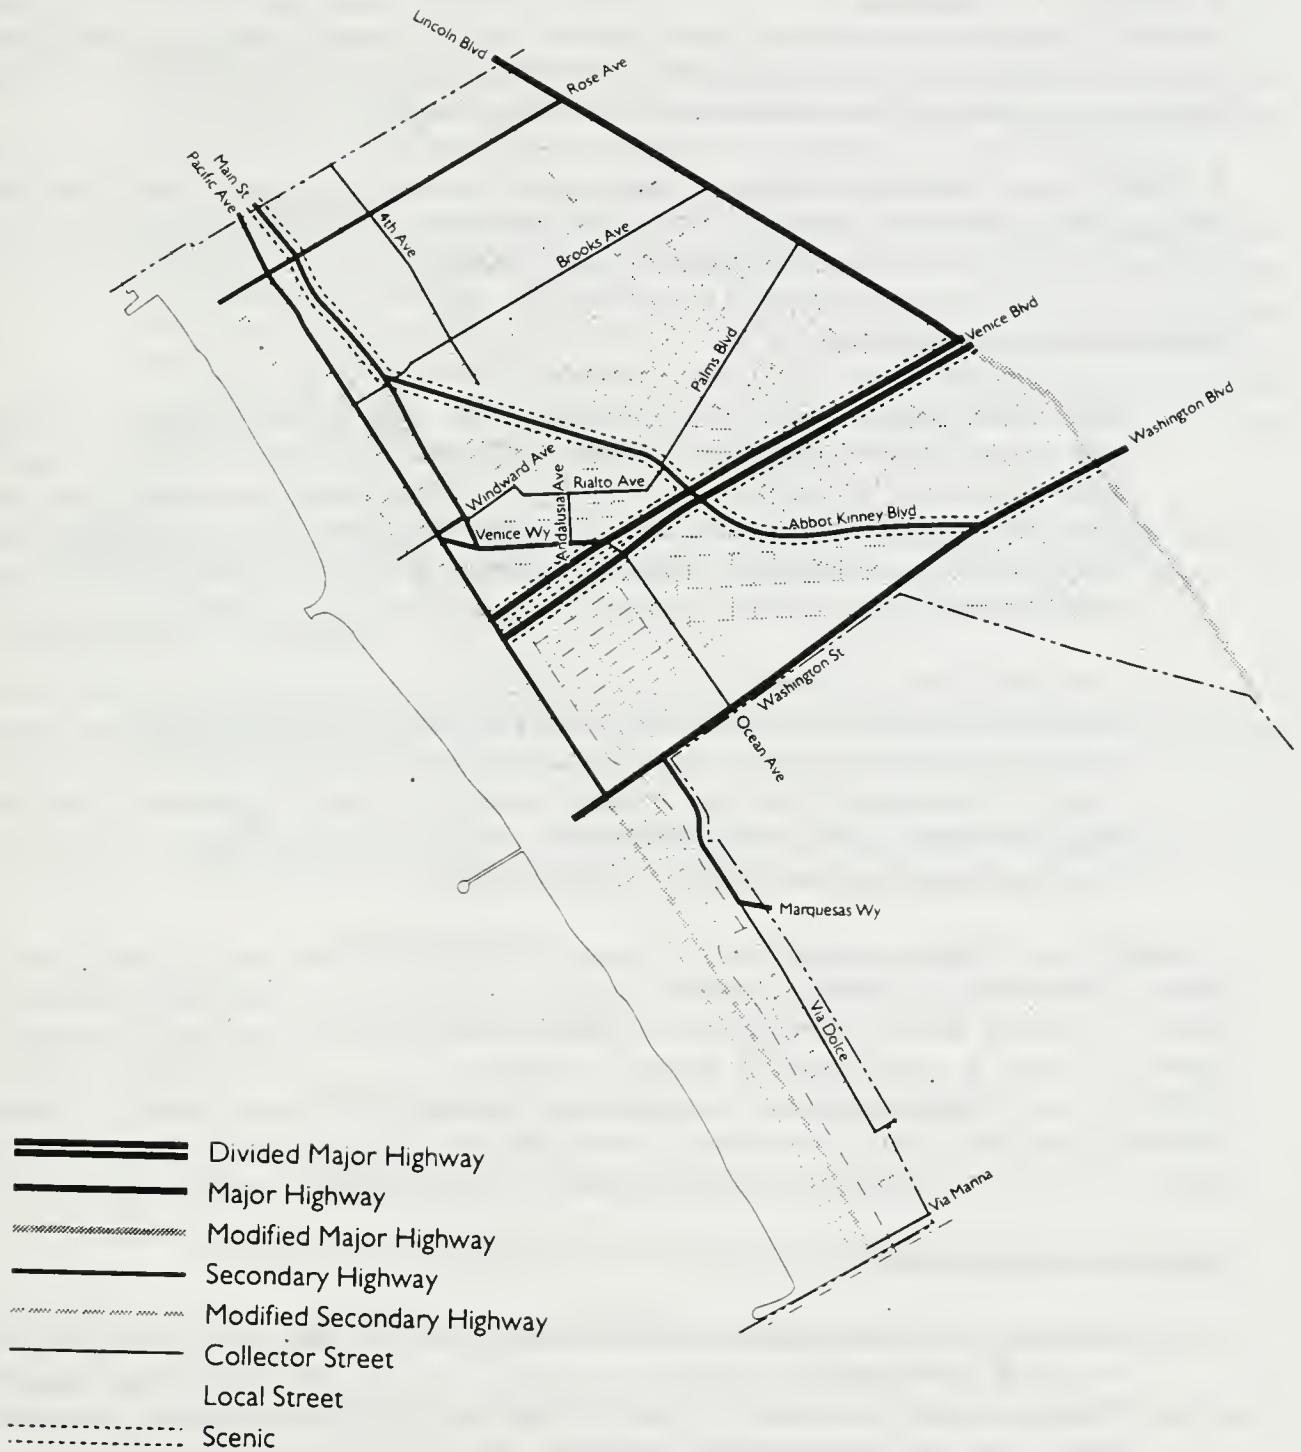 Lincoln Blvd
Rose Ave
Main St
Pacific Ave
4th Ave
Brooks Ave
Palms Blvd
Venice Blvd
Washington Blvd
Windward Ave
Andalusia Ave
Rialto Ave
Venice Wy
Abbot Kinney Blvd
Washington St
Ocean Ave
Marquesas Wy
Via Dolce
Via Marina
Divided Major Highway
Major Highway
Modified Major Highway
Secondary Highway
Modified Secondary Highway
Collector Street
Local Street
Scenic